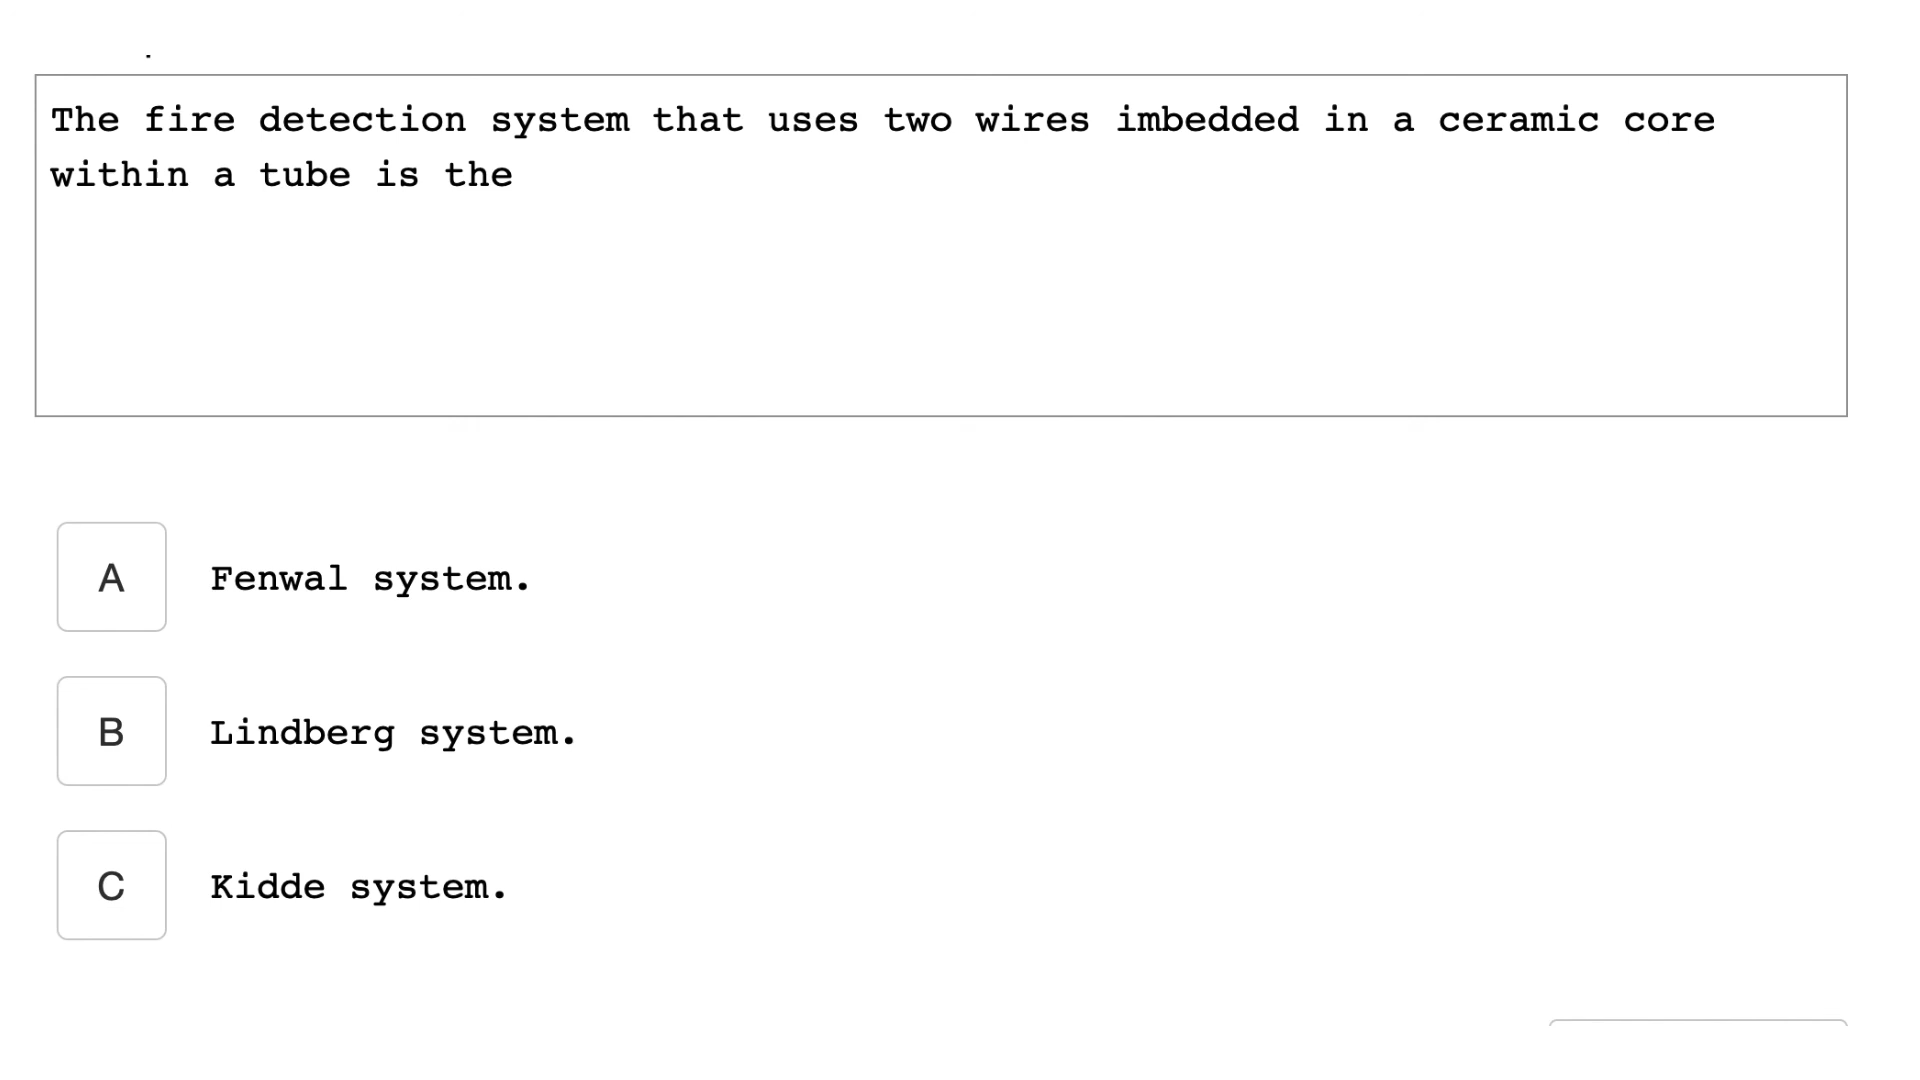 The fire detection system that uses two wires imbedded in a ceramic core
within a tube is the
A Fenwal system.
B Lindberg system.
C Kidde system.